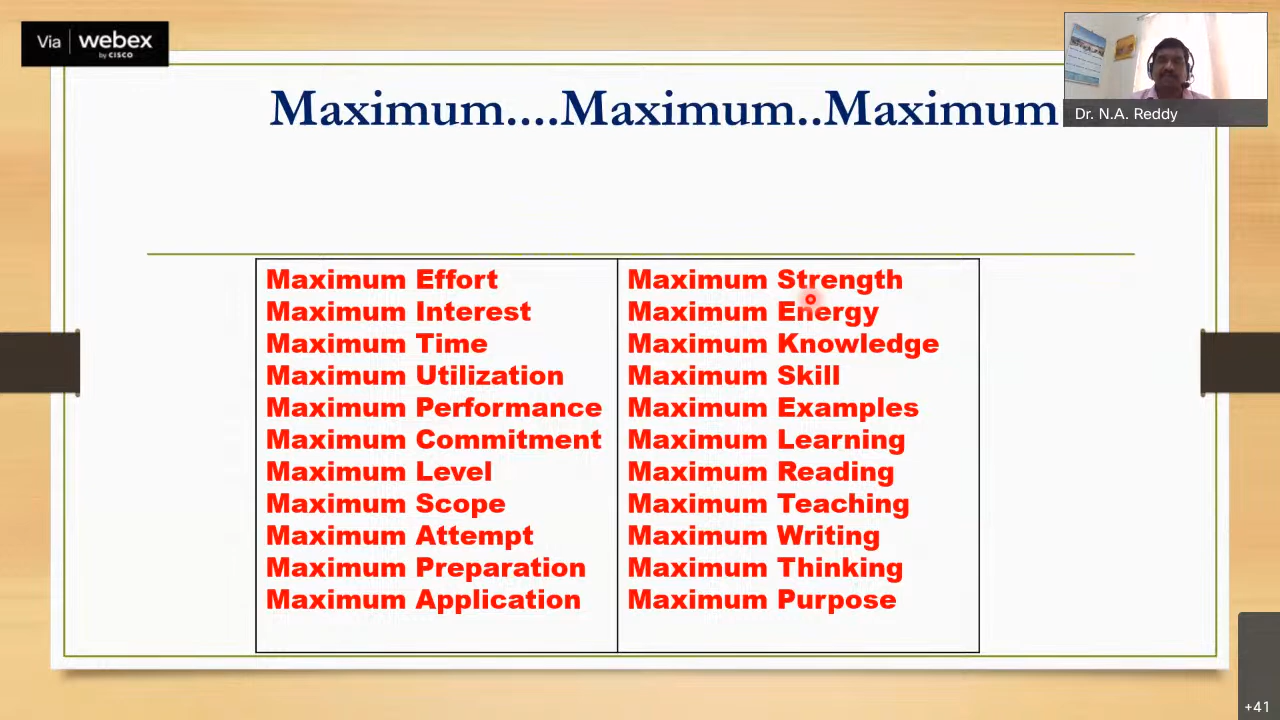 Via webex
by CISCO
Maximum....Maximum..Maximum
Dr. N.A. Reddy
Maximum Effort
Maximum Interest
Maximum Time
Maximum Utilization
Maximum Performance
Maximum Commitment
Maximum Level
Maximum Scope
Maximum Attempt
Maximum Preparation
Maximum Application
Maximum Strength
Maximum Energy
Maximum Knowledge
Maximum Skill
Maximum Examples
Maximum Learning
Maximum Reading
Maximum Teaching
Maximum Writing
Maximum Thinking
Maximum Purpose
+41